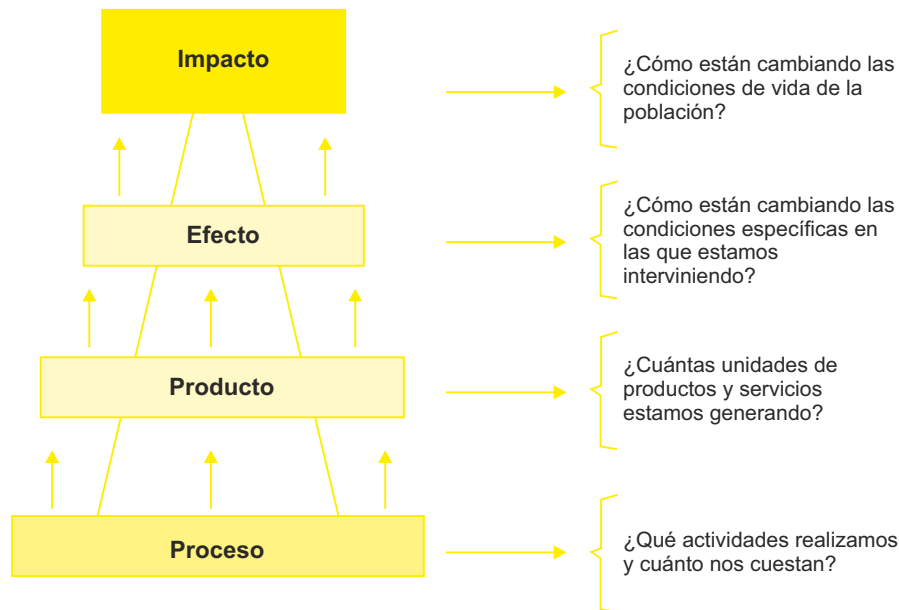 Impacto
¿Cómo están cambiando las
condiciones de vida de la
población?
Efecto
¿Cómo están cambiando las
condiciones específicas en
las que estamos
interviniendo?
Producto
¿Cuántas unidades de
productos y servicios
estamos generando?
Proceso
¿Qué actividades realizamos
y cuánto nos cuestan?